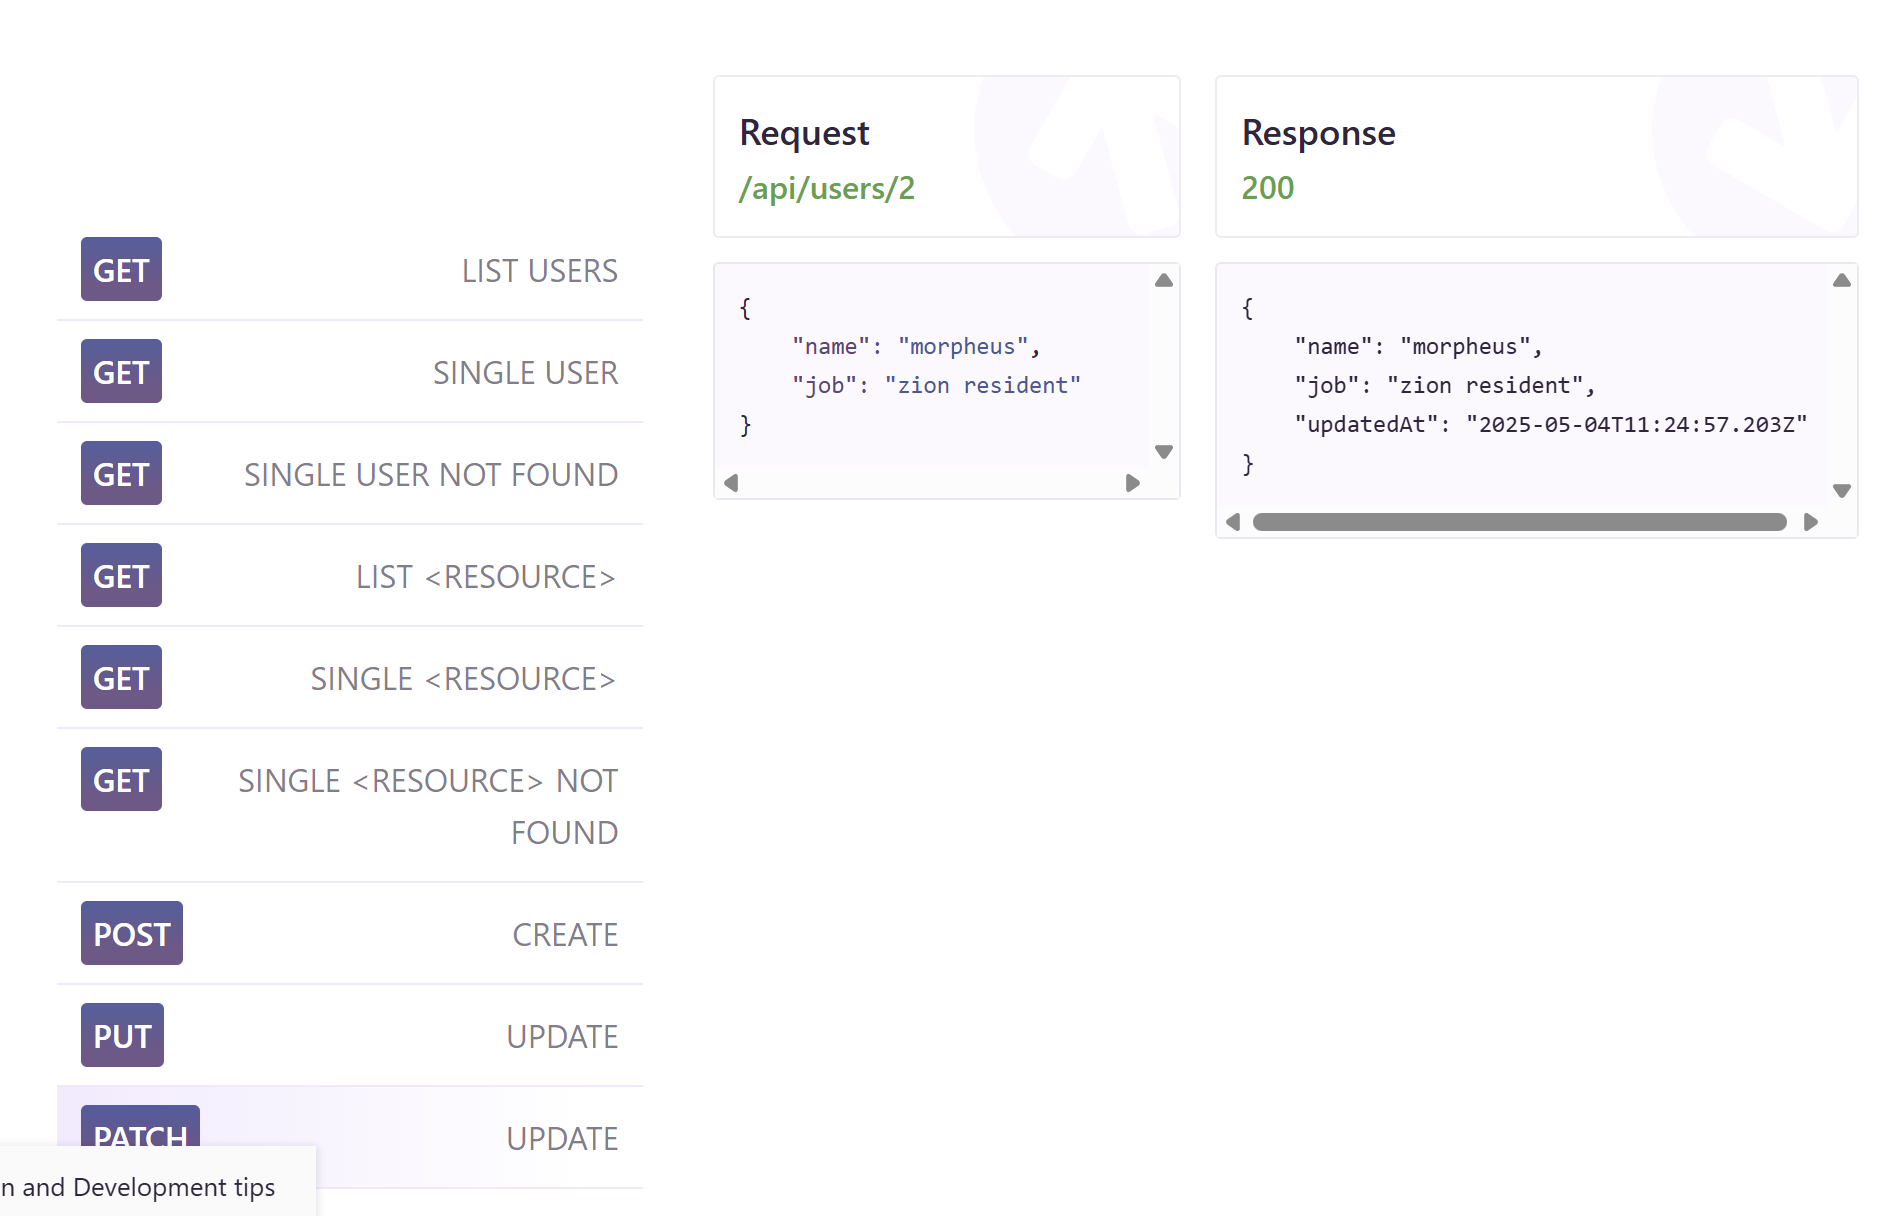 GET LIST USERS
GET SINGLE USER
GET SINGLE USER NOT FOUND
GET LIST <RESOURCE>
GET SINGLE <RESOURCE>
GET SINGLE <RESOURCE> NOT
FOUND
POST CREATE
PUT UPDATE
PATCH UPDATE
n and Development tips
Request
/api/users/2
{
    "name": "morpheus",
    "job": "zion resident"
}
Response
200
{
    "name": "morpheus",
    "job": "zion resident",
    "updatedAt": "2025-05-04T11:24:57.203Z"
}